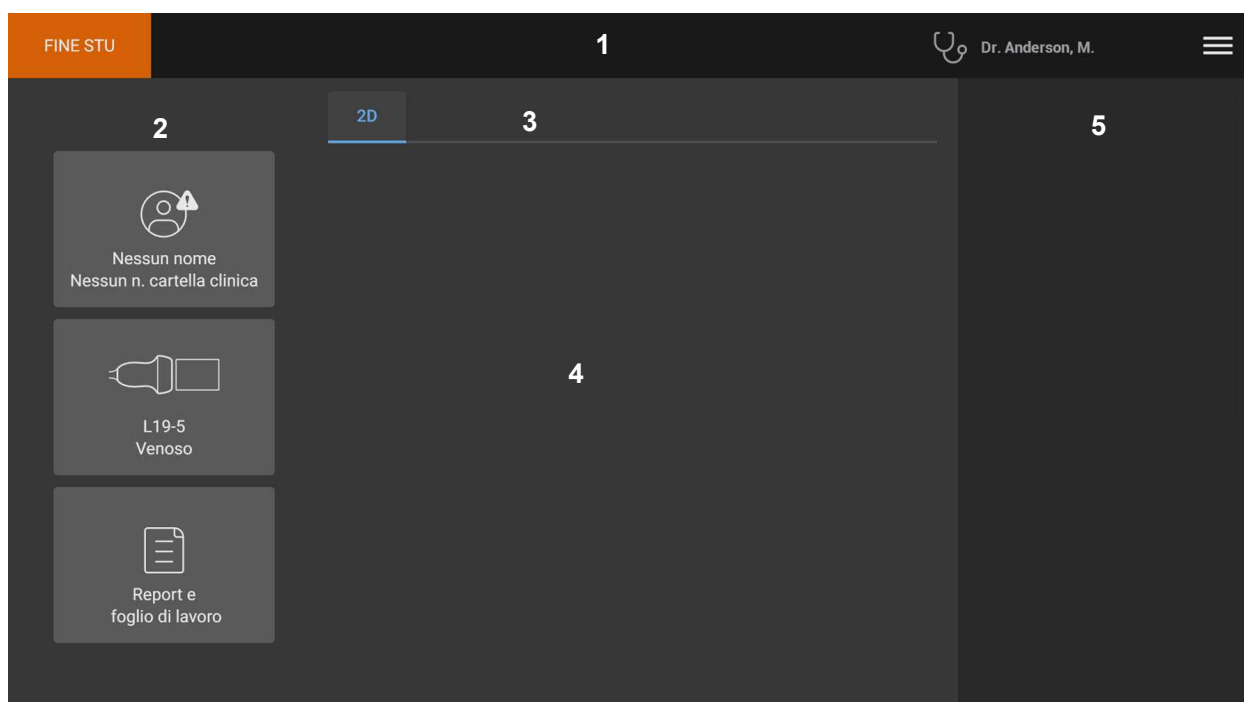 FINE STU
1
Dr. Anderson, M.
2
2D
3
5
Nessun nome
Nessun n. cartella clinica
L19-5
Venoso
4
Report e
foglio di lavoro